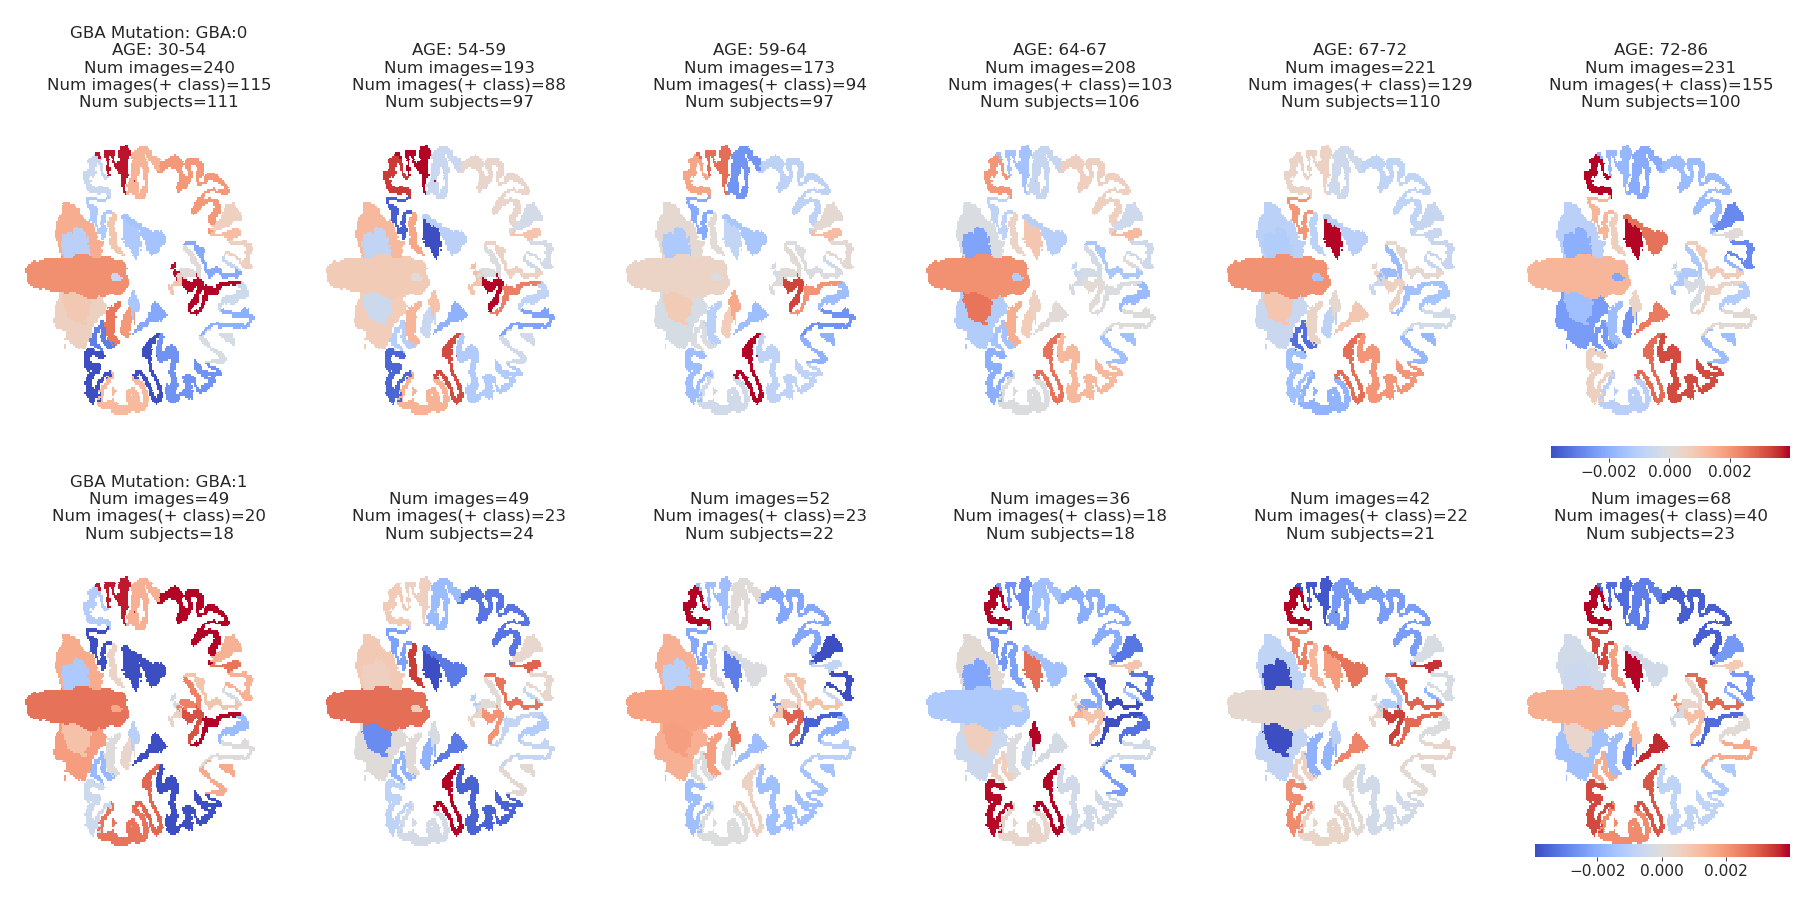 GBA Mutation: GBA:0
AGE: 30-54
Num images=240
Num images(+ class)=115
Num subjects=111
AGE: 54-59
Num images=193
Num images(+ class)=88
Num subjects=97
AGE: 59-64
Num images=173
Num images(+ class)=94
Num subjects=97
AGE: 64-67
Num images=208
Num images(+ class)=103
Num subjects=106
AGE: 67-72
Num images=221
Num images(+ class)=129
Num subjects=110
AGE: 72-86
Num images=231
Num images(+ class)=155
Num subjects=100
−0.002 0.000 0.002
GBA Mutation: GBA:1
Num images=49
Num images(+ class)=20
Num subjects=18
Num images=49
Num images(+ class)=23
Num subjects=24
Num images=52
Num images(+ class)=23
Num subjects=22
Num images=36
Num images(+ class)=18
Num subjects=18
Num images=42
Num images(+ class)=22
Num subjects=21
Num images=68
Num images(+ class)=40
Num subjects=23
−0.002 0.000 0.002